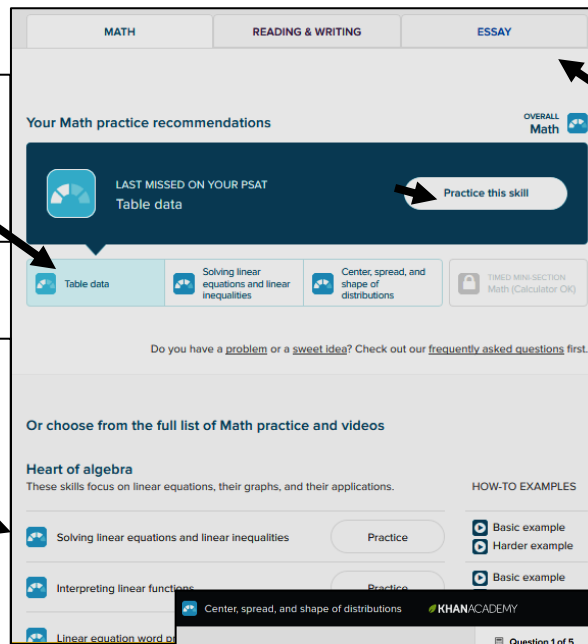 MATH READING & WRITING ESSAY
Your Math practice recommendations
OVERALL
Math
LAST MISSED ON YOUR PSAT
Table data
Practice this skill
Table data
Solving linear
equations and linear
inequalities
Center, spread, and
shape of
distributions
TIMED MINI-SECTION
Math (Calculator OK)
Do you have a problem or a sweet idea? Check out our frequently asked questions first.
Or choose from the full list of Math practice and videos
Heart of algebra
These skills focus on linear equations, their graphs, and their applications.
HOW-TO EXAMPLES
Solving linear equations and linear inequalities
Practice
Basic example
Harder example
Interpreting linear functions
Practice
Basic example
Linear equation word
Center, spread, and shape of distributions
KHANACADEMY
Question 1 of 5